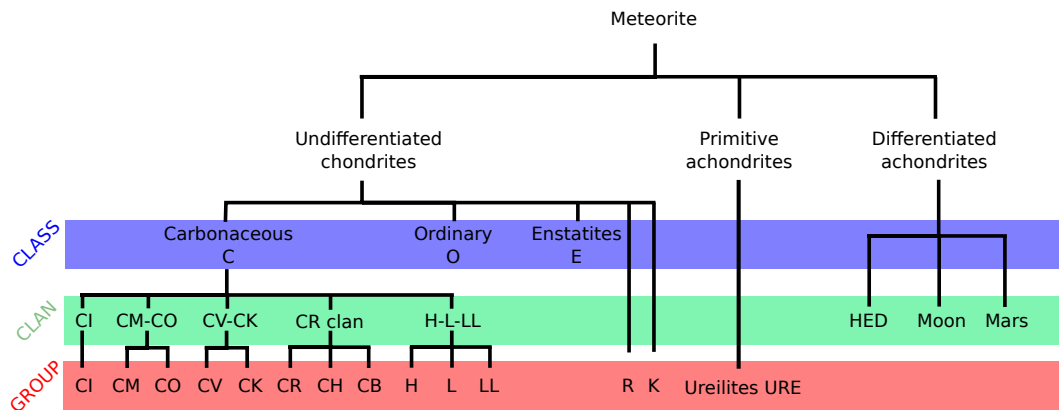 Meteorite
Undifferentiated
chondrites
Primitive
achondrites
Differentiated
achondrites
CLASS
Carbonaceous
C
Ordinary
O
Enstatites
E
CLAN
CI
CM-CO
CV-CK
CR clan
H-L-LL
HED
Moon
Mars
GROUP
CI
CM
CO
CV
CK
CR
CH
CB
H
L
LL
R
K
Ureilites URE